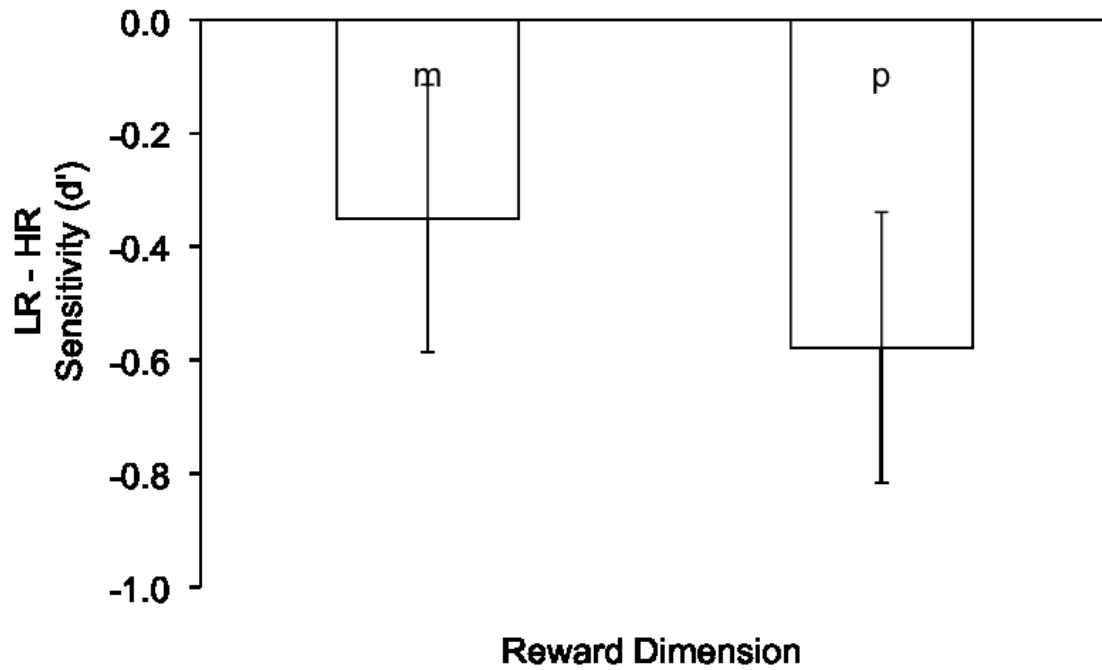 0.0
m
p
-0.2
-0.4
-0.6
-0.8
-1.0
LR - HR
Sensitivity (d')
Reward Dimension